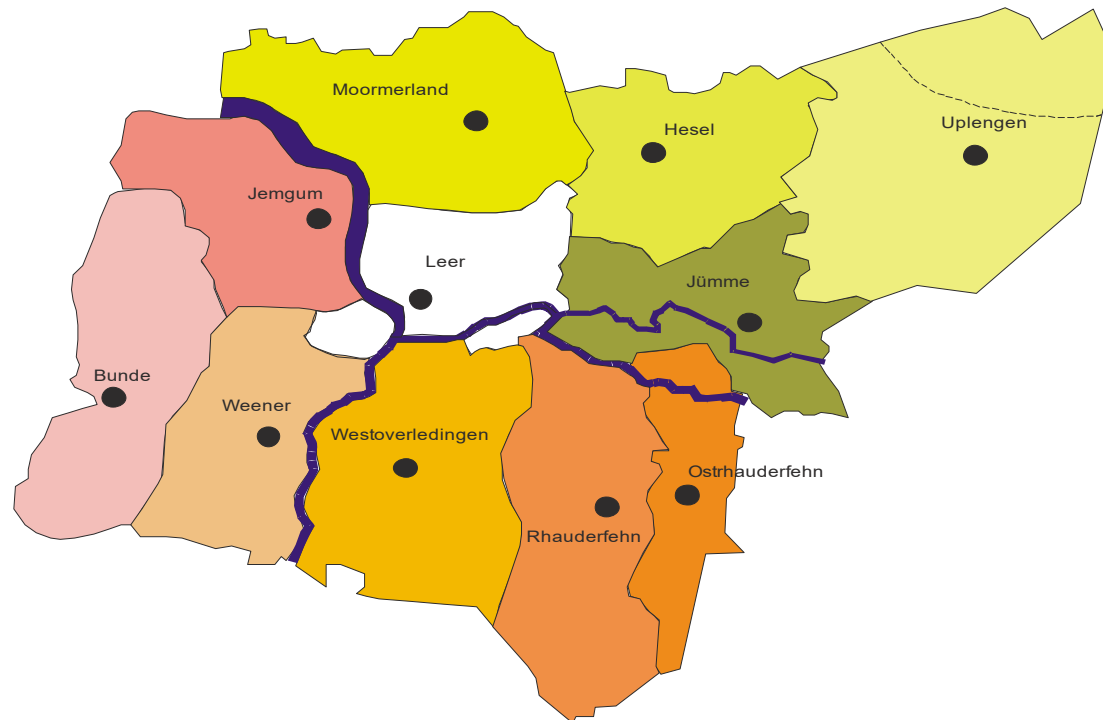 Moormerland
Hesel
Uplengen
Jemgum
Leer
Jümme
Bunde
Weener
Westoverledingen
Ostrhauderfehn
Rhauderfehn